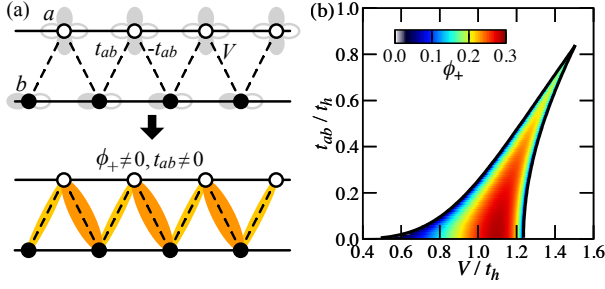 (a)
a
t_ab -t_ab V
b
ϕ₊≠0, t_ab≠0
(b)
0.0 0.1 0.2 0.3
ϕ₊
t_ab / t_h
1.0
0.8
0.6
0.4
0.2
0.0
0.4 0.6 0.8 1.0 1.2 1.4 1.6
V / t_h